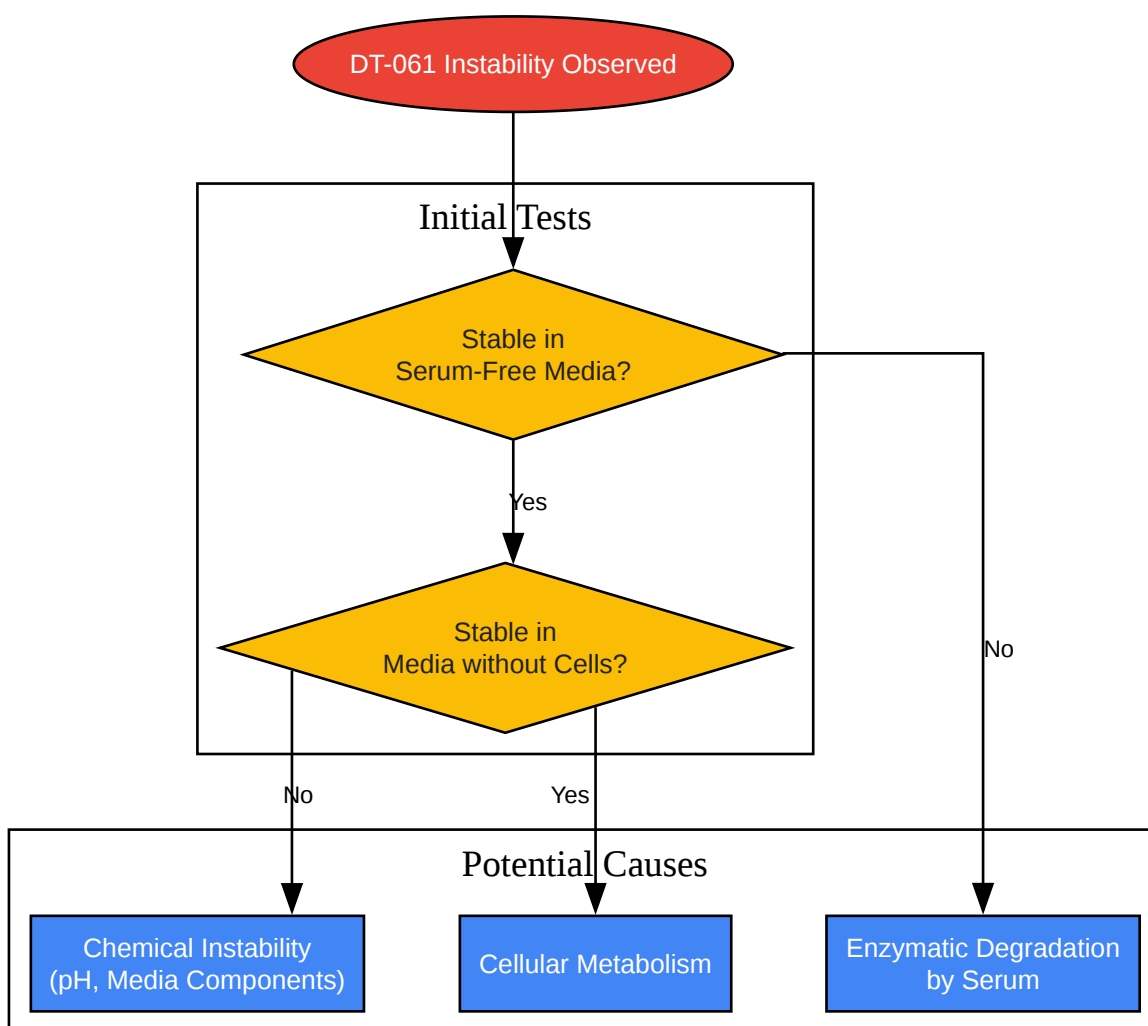 DT-061 Instability Observed
Initial Tests
Stable in
Serum-Free Media?
Yes
Stable in
Media without Cells?
No
No
Yes
Potential Causes
Chemical Instability
(pH, Media Components)
Cellular Metabolism
Enzymatic Degradation
by Serum